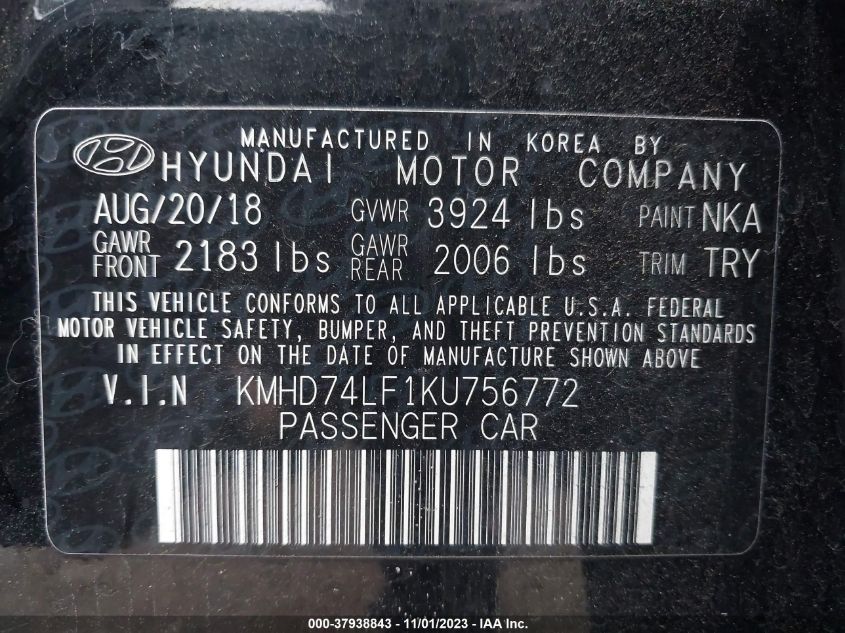 MANUFACTURED IN KOREA BY
HYUNDAI MOTOR COMPANY
AUG/20/18 GVWR 3924 lbs PAINT NKA
GAWR FRONT 2183 lbs GAWR REAR 2006 lbs TRIM TRY
THIS VEHICLE CONFORMS TO ALL APPLICABLE U.S.A. FEDERAL
MOTOR VEHICLE SAFETY, BUMPER, AND THEFT PREVENTION STANDARDS
IN EFFECT ON THE DATE OF MANUFACTURE SHOWN ABOVE
V.I.N KMHD74LF1KU756772
PASSENGER CAR
000-37938843 - 11/01/2023 - IAA Inc.